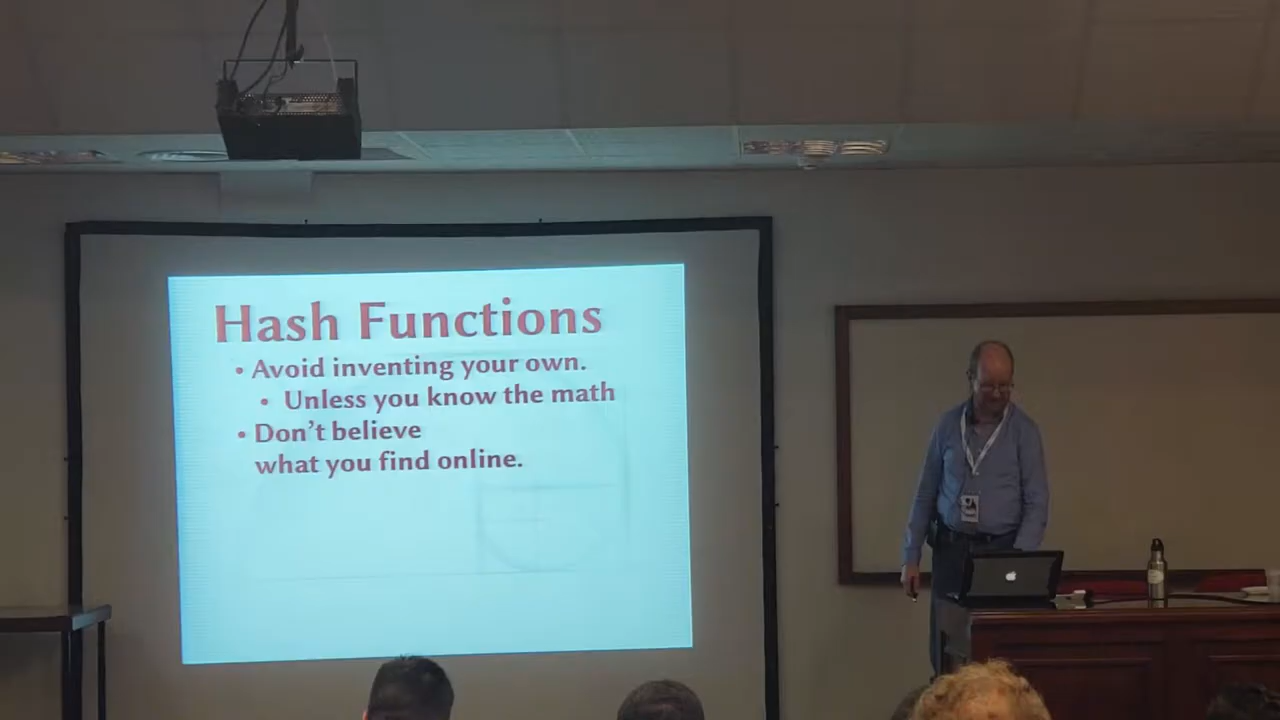 Hash Functions
• Avoid inventing your own.
• Unless you know the math
• Don't believe
what you find online.